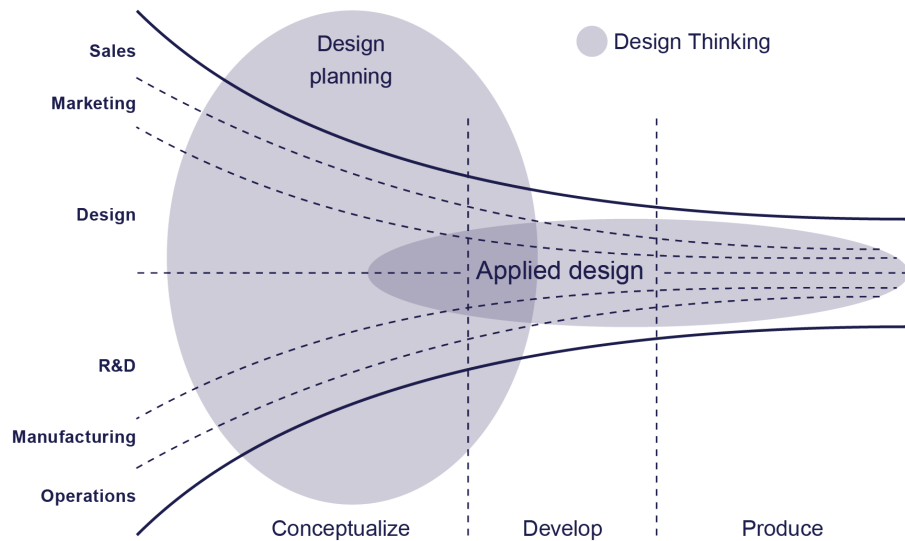 Design
planning
Design Thinking
Sales
Marketing
Design
Applied design
R&D
Manufacturing
Operations
Conceptualize
Develop
Produce